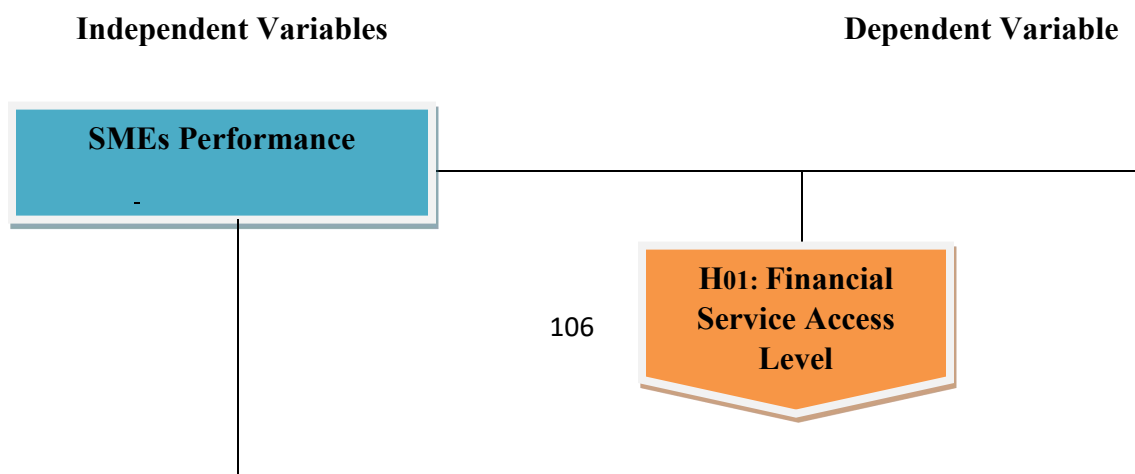 Independent Variables
Dependent Variable
SMEs Performance
-
H01: Financial
Service Access
Level
106